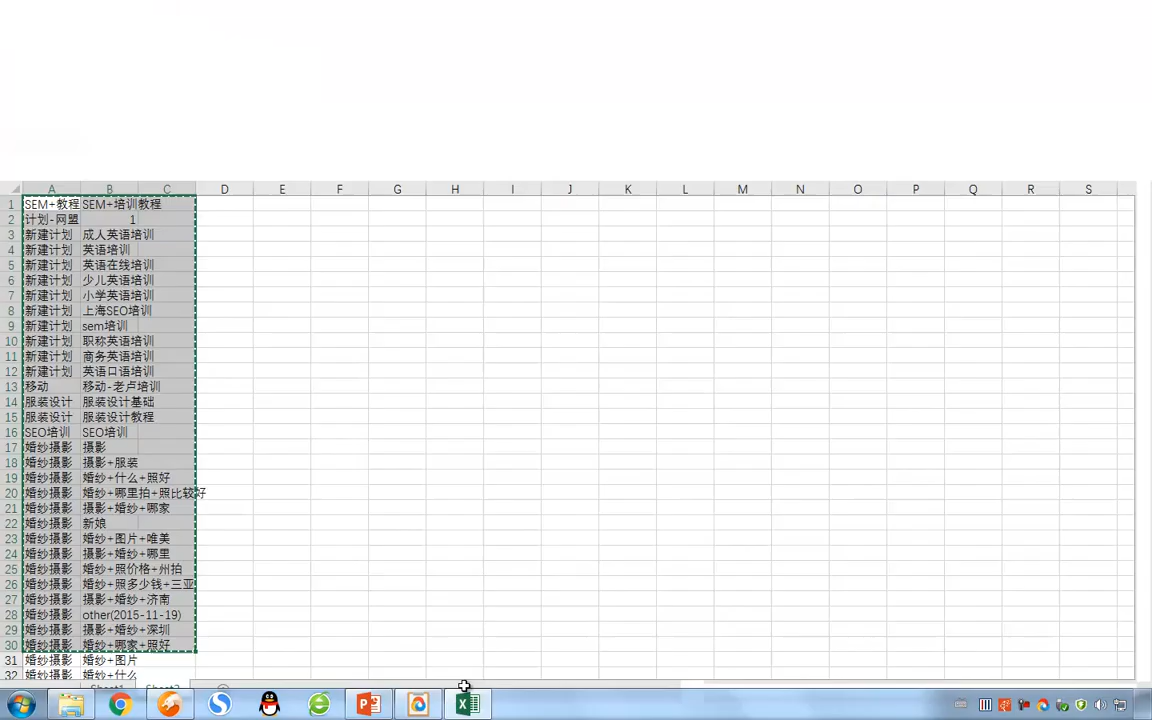 A B C D E F G H I J K L M N O P Q R S
1 SEM+教程 SEM+培训教程
2 计划-网盟 1
3 新建计划 成人英语培训
4 新建计划 英语培训
5 新建计划 英语在线培训
6 新建计划 少儿英语培训
7 新建计划 小学英语培训
8 新建计划 上海SEO培训
9 新建计划 sem培训
10 新建计划 职称英语培训
11 新建计划 商务英语培训
12 新建计划 英语口语培训
13 移动 移动-老卢培训
14 服装设计 服装设计基础
15 服装设计 服装设计教程
16 SEO培训 SEO培训
17 婚纱摄影 摄影
18 婚纱摄影 摄影+服装
19 婚纱摄影 婚纱+什么+照好
20 婚纱摄影 婚纱+哪里拍+照比较好
21 婚纱摄影 摄影+婚纱+哪家
22 婚纱摄影 新娘
23 婚纱摄影 婚纱+图片+唯美
24 婚纱摄影 摄影+婚纱+哪里
25 婚纱摄影 婚纱+照价格+州拍
26 婚纱摄影 婚纱+照多少钱+三亚
27 婚纱摄影 摄影+婚纱+济南
28 婚纱摄影 other(2015-11-19)
29 婚纱摄影 摄影+婚纱+深圳
30 婚纱摄影 婚纱+哪家+照好
31 婚纱摄影 婚纱+图片
32 婚纱摄影 婚纱+什么